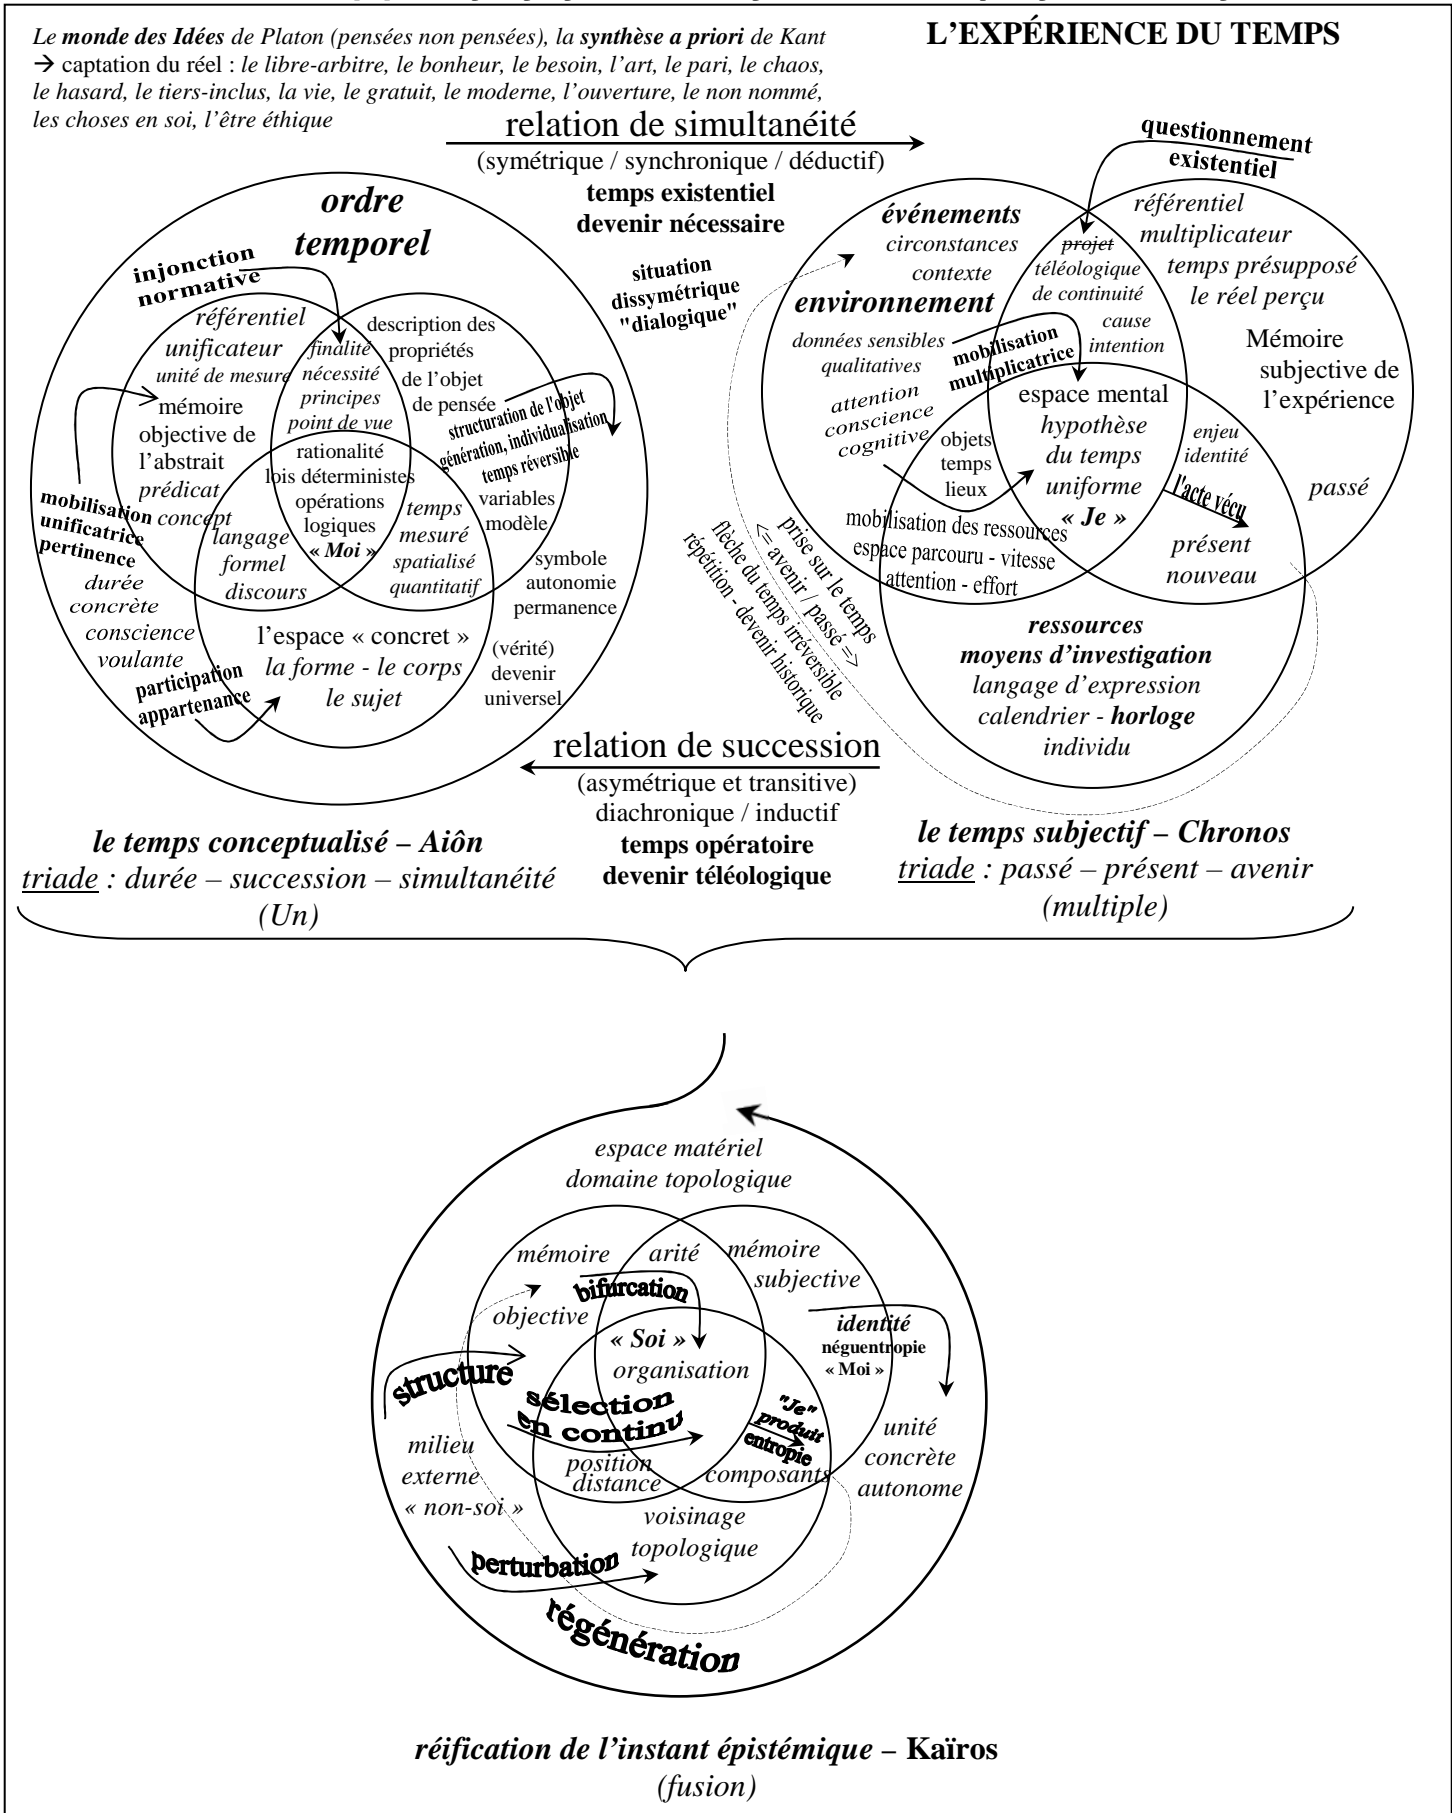 Le monde des Idées de Platon (pensées non pensées), la synthèse a priori de Kant
→ captation du réel : le libre-arbitre, le bonheur, le besoin, l’art, le pari, le chaos,
le hasard, le tiers-inclus, la vie, le gratuit, le moderne, l’ouverture, le non nommé,
les choses en soi, l’être éthique
L’EXPÉRIENCE DU TEMPS
relation de simultanéité
(symétrique / synchronique / déductif)
temps existentiel
devenir nécessaire
situation
dissymétrique
"dialogique"
ordre
temporel
injonction
normative
référentiel
unificateur
unité de mesure
mémoire
objective de
l’abstrait
prédicat
concept
finalité
nécessité
principes
point de vue
description des
propriétés
de l’objet
de pensée
structuration de l'objet
génération, individualisation
temps réversible
variables
modèle
rationalité
lois déterministes
opérations
logiques
« Moi »
temps
mesuré
spatialisé
quantitatif
langage
formel
discours
mobilisation
unificatrice
pertinence
durée
concrète
conscience
voulante
participation
appartenance
l’espace « concret »
la forme - le corps
le sujet
symbole
autonomie
permanence
(vérité)
devenir
universel
questionnement
existentiel
événements
circonstances
contexte
environnement
données sensibles
qualitatives
attention
conscience
cognitive
mobilisation
multiplicatrice
projet
téléologique
de continuité
cause
intention
référentiel
multiplicateur
temps présupposé
le réel perçu
Mémoire
subjective de
l’expérience
passé
espace mental
hypothèse
du temps
uniforme
« Je »
objets
temps
lieux
enjeu
identité
l'acte vécu
présent
nouveau
mobilisation des ressources
espace parcouru - vitesse
attention - effort
ressources
moyens d’investigation
langage d’expression
calendrier - horloge
individu
prise sur le temps
<= avenir / passé =>
flèche du temps irréversible
répétition - devenir historique
relation de succession
(asymétrique et transitive)
diachronique / inductif
temps opératoire
devenir téléologique
le temps conceptualisé – Aiôn
triade : durée – succession – simultanéité
(Un)
le temps subjectif – Chronos
triade : passé – présent – avenir
(multiple)
espace matériel
domaine topologique
mémoire
objective
arité
mémoire
subjective
bifurcation
« Soi »
organisation
identité
néguentropie
« Moi »
structure
sélection
en continu
"Je"
produit
entropie
position
distance
composants
milieu
externe
« non-soi »
unité
concrète
autonome
voisinage
topologique
perturbation
régénération
réification de l’instant épistémique – Kaïros
(fusion)